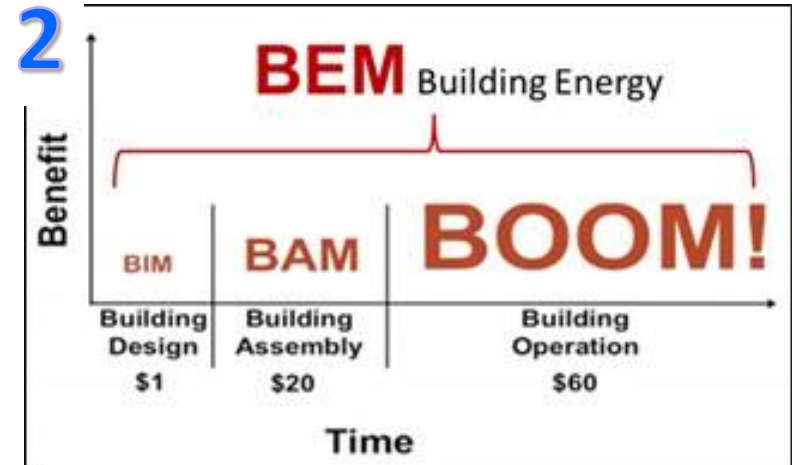 2
BEM Building Energy
Benefit
BIM BAM BOOM!
Building Building Building
Design Assembly Operation
$1 $20 $60
Time